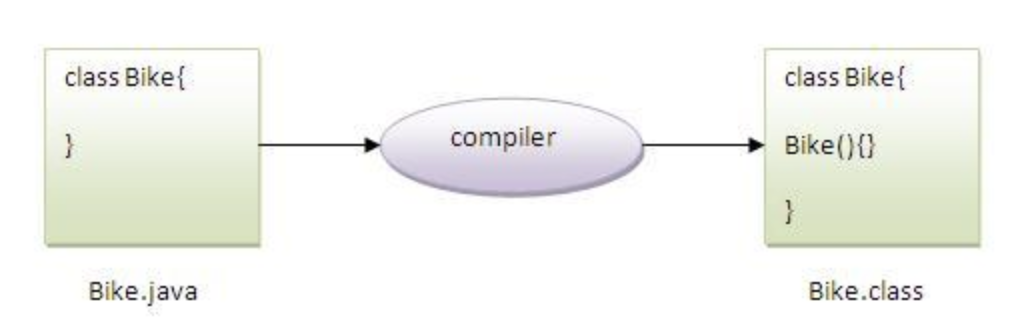 class Bike{
}
Bike.java
compiler
class Bike{
Bike(){}
}
Bike.class